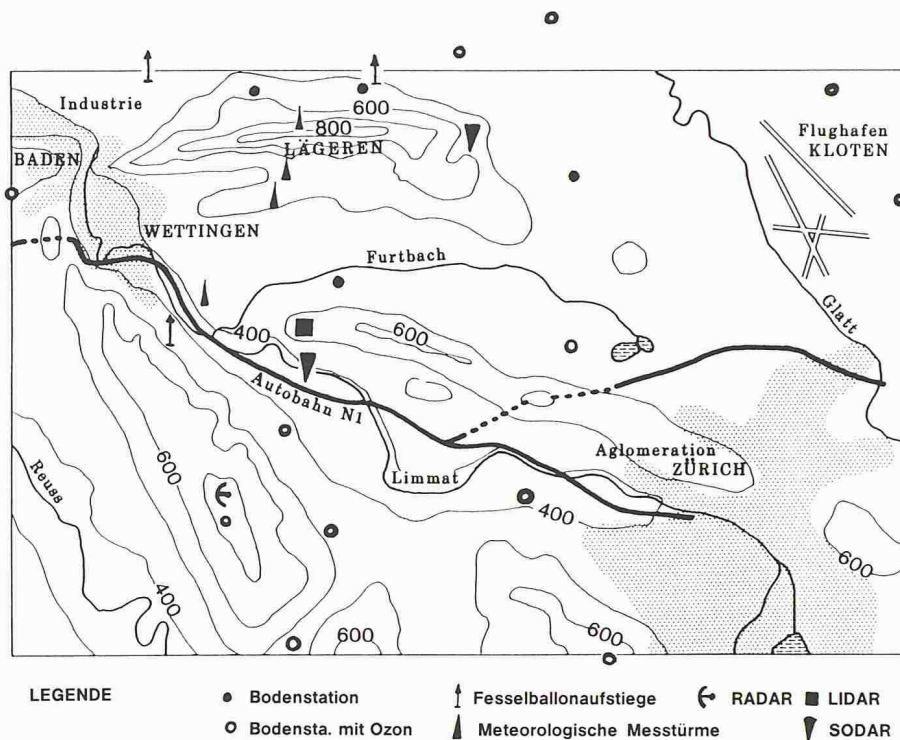 Industrie
600
Flughafen
KLOTEN
800
LÄGEREN
BADEN
WETTINGEN
Furtbach
Glatt
400
600
Autobahn N1
Aglomeration
ZÜRICH
Reuss
600
Limmat
400
600
400
600
600
LEGENDE
Bodenstation
Fesselballonaufstiege
RADAR
LIDAR
Bodensta. mit Ozon
Meteorologische Messtürme
SODAR